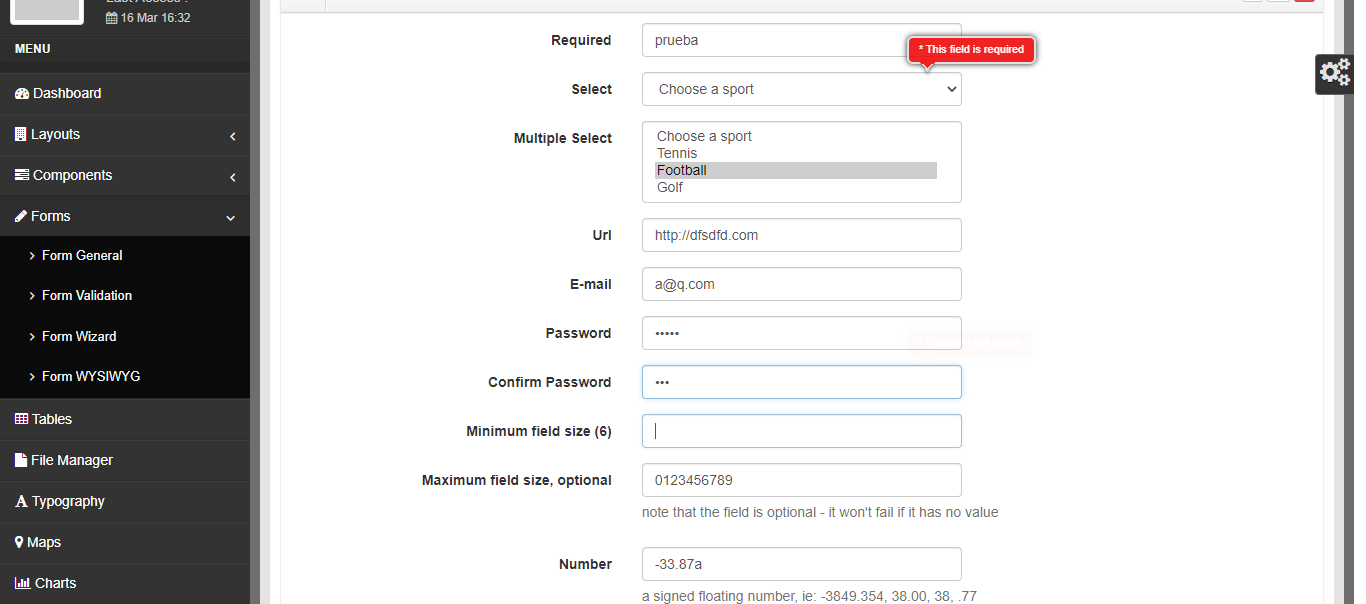 16 Mar 16:32
MENU
Dashboard
Layouts
Components
Forms
Form General
Form Validation
Form Wizard
Form WYSIWYG
Tables
File Manager
Typography
Maps
Charts
Required prueba
* This field is required
Select Choose a sport
Multiple Select
Choose a sport
Tennis
Football
Golf
Url http://dfsdfd.com
E-mail a@q.com
Password •••••
Confirm Password •••
Minimum field size (6)
Maximum field size, optional 0123456789
note that the field is optional - it won't fail if it has no value
Number -33.87a
a signed floating number, ie: -3849.354, 38.00, 38, .77